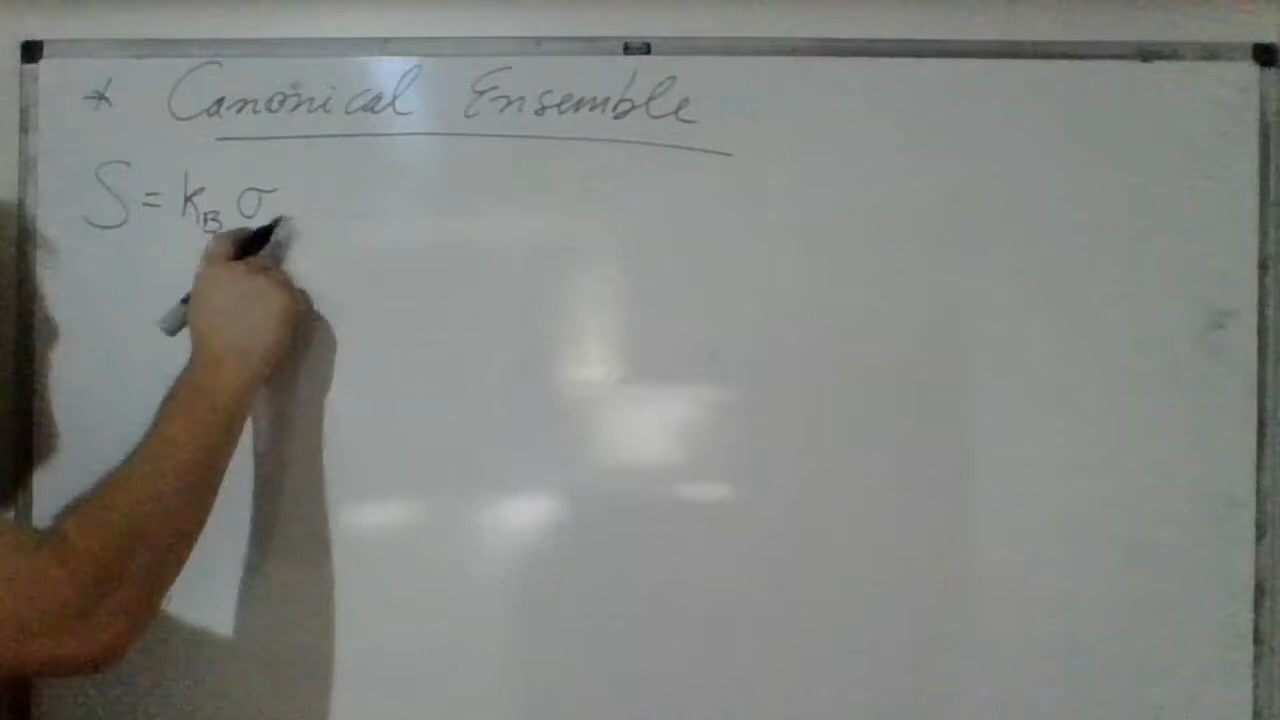 * Canonical Ensemble
S = k_B σ